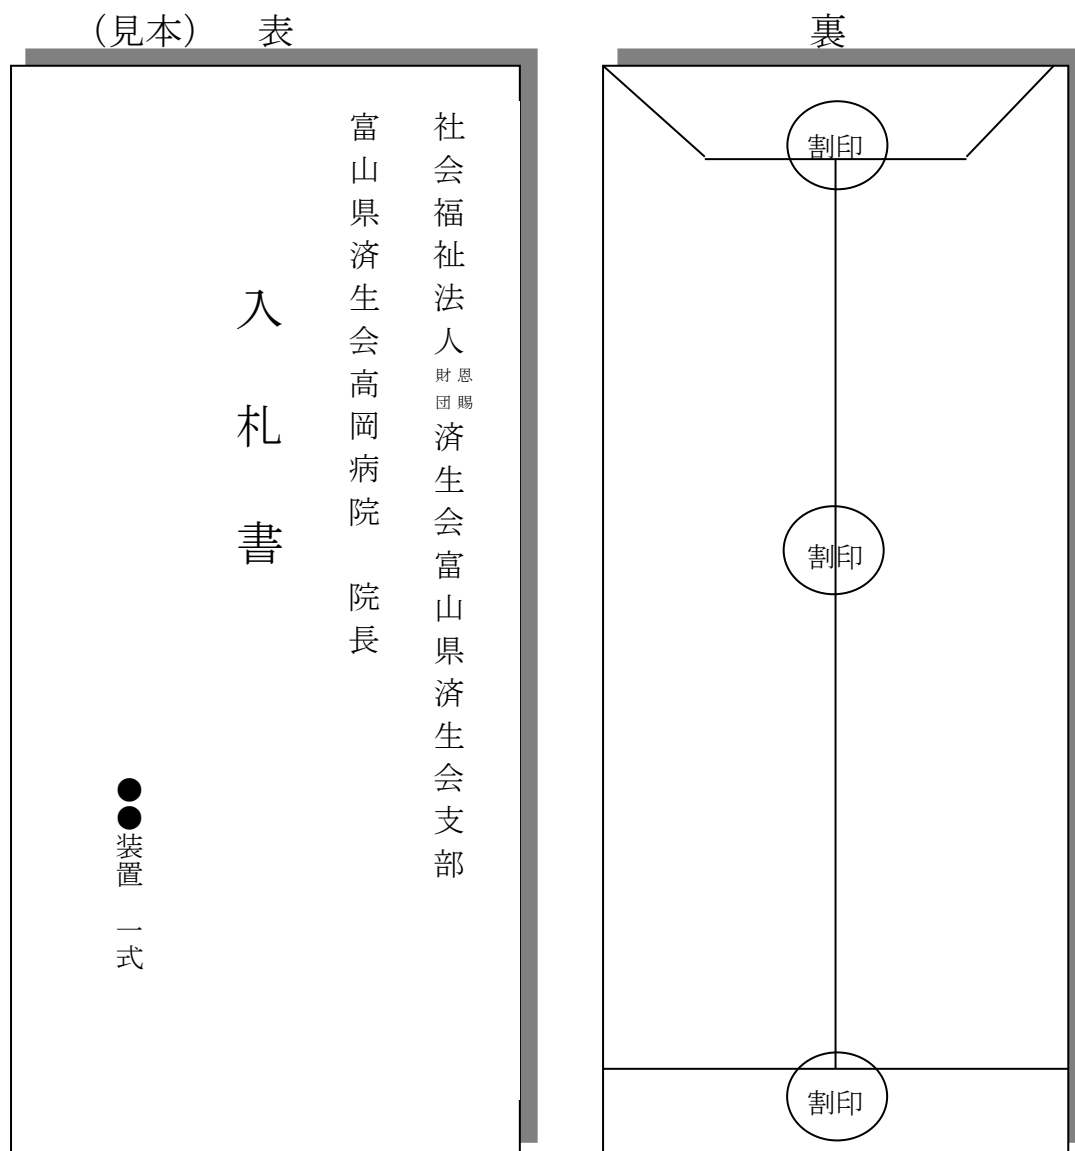 （見本）　表
社会福祉法人恩賜財団済生会富山県済生会支部
富山県済生会高岡病院　院長
入札書
●●装置　一式
裏
割印
割印
割印